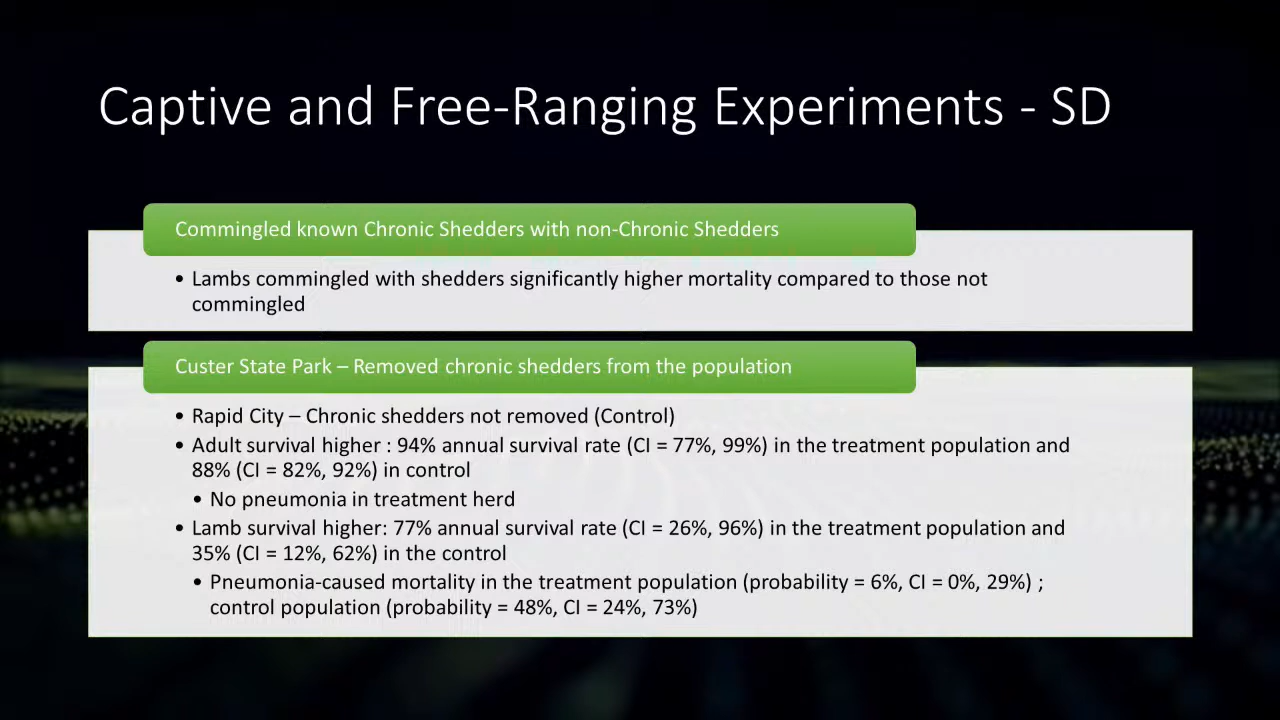 Captive and Free-Ranging Experiments - SD
Commingled known Chronic Shedders with non-Chronic Shedders
• Lambs commingled with shedders significantly higher mortality compared to those not
commingled
Custer State Park – Removed chronic shedders from the population
• Rapid City – Chronic shedders not removed (Control)
• Adult survival higher : 94% annual survival rate (CI = 77%, 99%) in the treatment population and
88% (CI = 82%, 92%) in control
• No pneumonia in treatment herd
• Lamb survival higher: 77% annual survival rate (CI = 26%, 96%) in the treatment population and
35% (CI = 12%, 62%) in the control
• Pneumonia-caused mortality in the treatment population (probability = 6%, CI = 0%, 29%) ;
control population (probability = 48%, CI = 24%, 73%)